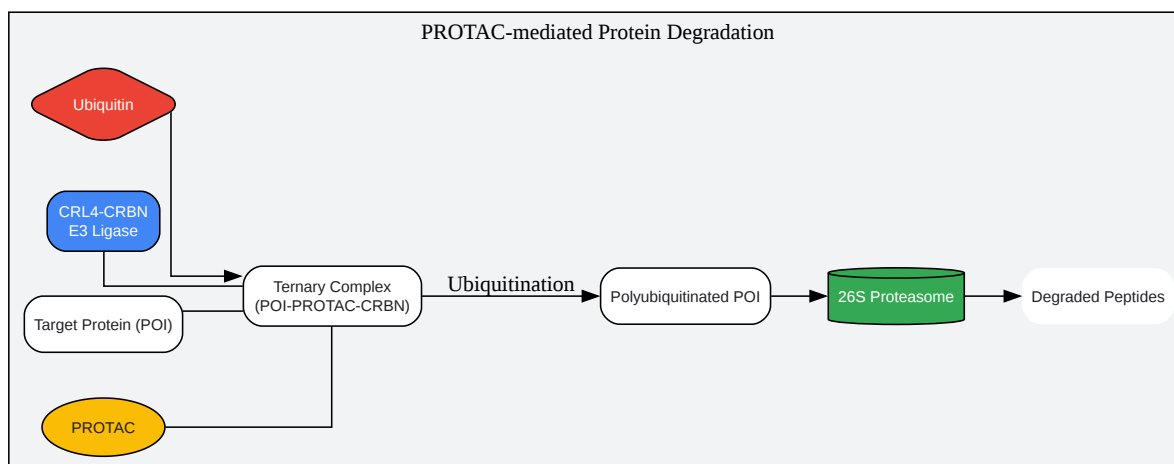 PROTAC-mediated Protein Degradation
Ubiquitin
CRL4-CRBN
E3 Ligase
Target Protein (POI)
PROTAC
Ternary Complex
(POI-PROTAC-CRBN)
Ubiquitination
Polyubiquitinated POI
26S Proteasome
Degraded Peptides